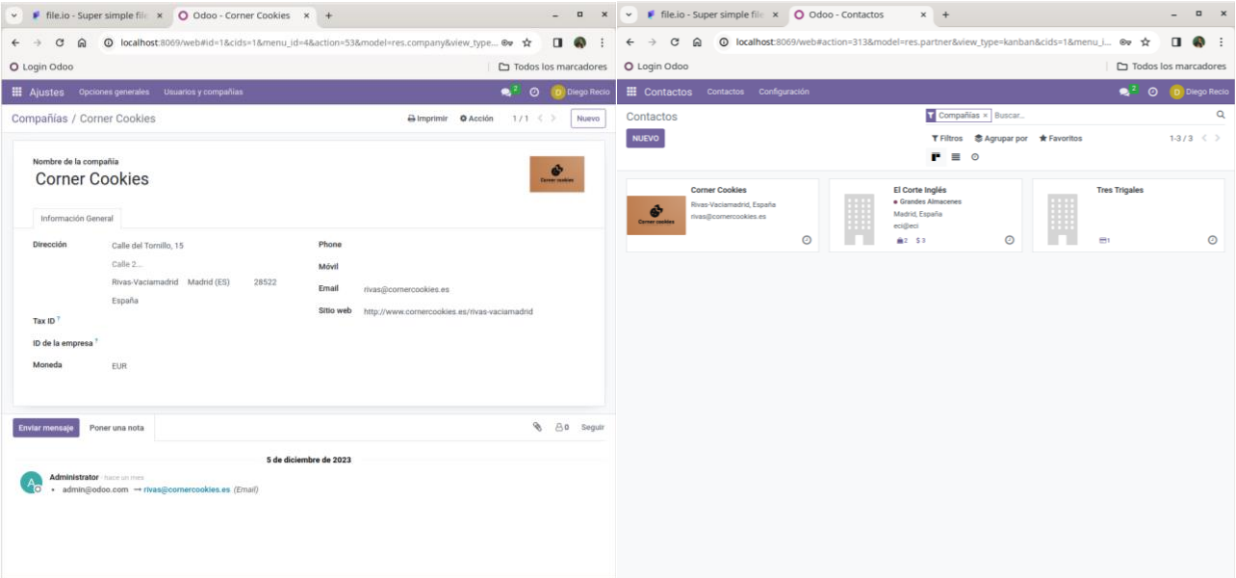 file.io - Super simple file
Odoo - Corner Cookies
localhost:8069/web#id=1&cids=1&menu_id=4&action=53&model=res.company&view_type...
Login Odoo
Todos los marcadores
Ajustes Opciones generales Usuarios y compañías 2 D Diego Recio
Compañías / Corner Cookies Imprimir Acción 1 / 1 Nuevo
Nombre de la compañía
Corner Cookies
Corner cookies
Información General
Dirección Calle del Tornillo, 15 Phone
Calle 2... Móvil
Rivas-Vaciamadrid Madrid (ES) 28522 Email rivas@cornercookies.es
España Sitio web http://www.cornercookies.es/rivas-vaciamadrid
Tax ID ?
ID de la empresa ?
Moneda EUR
Enviar mensaje Poner una nota 0 Seguir
5 de diciembre de 2023
A Administrator - hace un mes
• admin@odoo.com → rivas@cornercookies.es (Email)
file.io - Super simple file
Odoo - Contactos
localhost:8069/web#action=313&model=res.partner&view_type=kanban&cids=1&menu_i...
Login Odoo
Todos los marcadores
Contactos Contactos Configuración 2 D Diego Recio
Contactos Compañías × Buscar...
NUEVO Filtros Agrupar por Favoritos 1-3 / 3
Corner Cookies
Rivas-Vaciamadrid, España
rivas@cornercookies.es
Corner cookies
El Corte Inglés
Grandes Almacenes
Madrid, España
eci@eci
2 $ 3
Tres Trigales
1